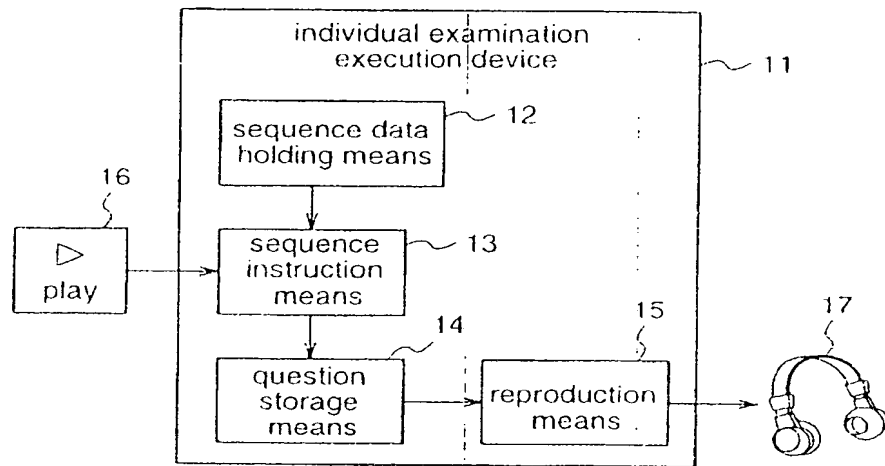 individual examination
execution device
11
12
sequence data
holding means
16
play
sequence
instruction
means
13
14
question
storage
means
15
reproduction
means
17